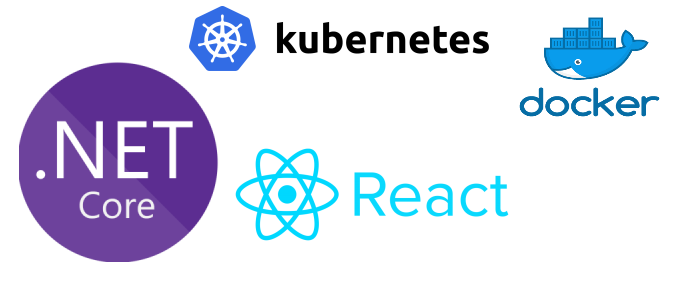 kubernetes
docker
.NET
Core
React